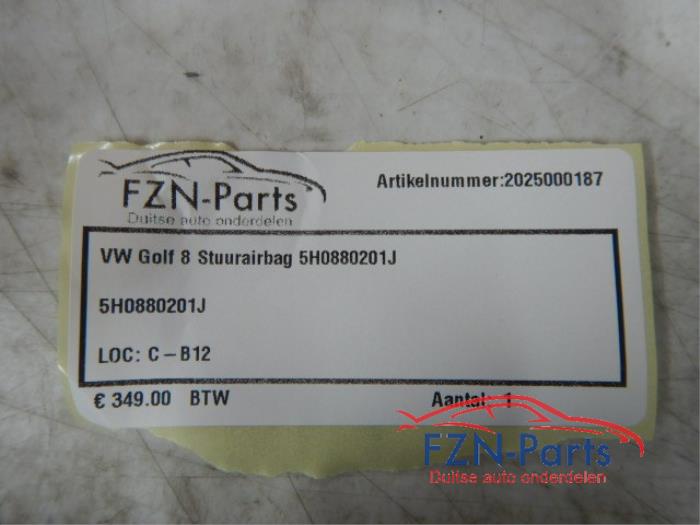 FZN-Parts
Duitse auto onderdelen
Artikelnummer:2025000187
VW Golf 8 Stuurairbag 5H0880201J
5H0880201J
LOC: C-B12
€ 349.00 BTW
Aantal: 1
FZN-Parts
Duitse auto onderdelen